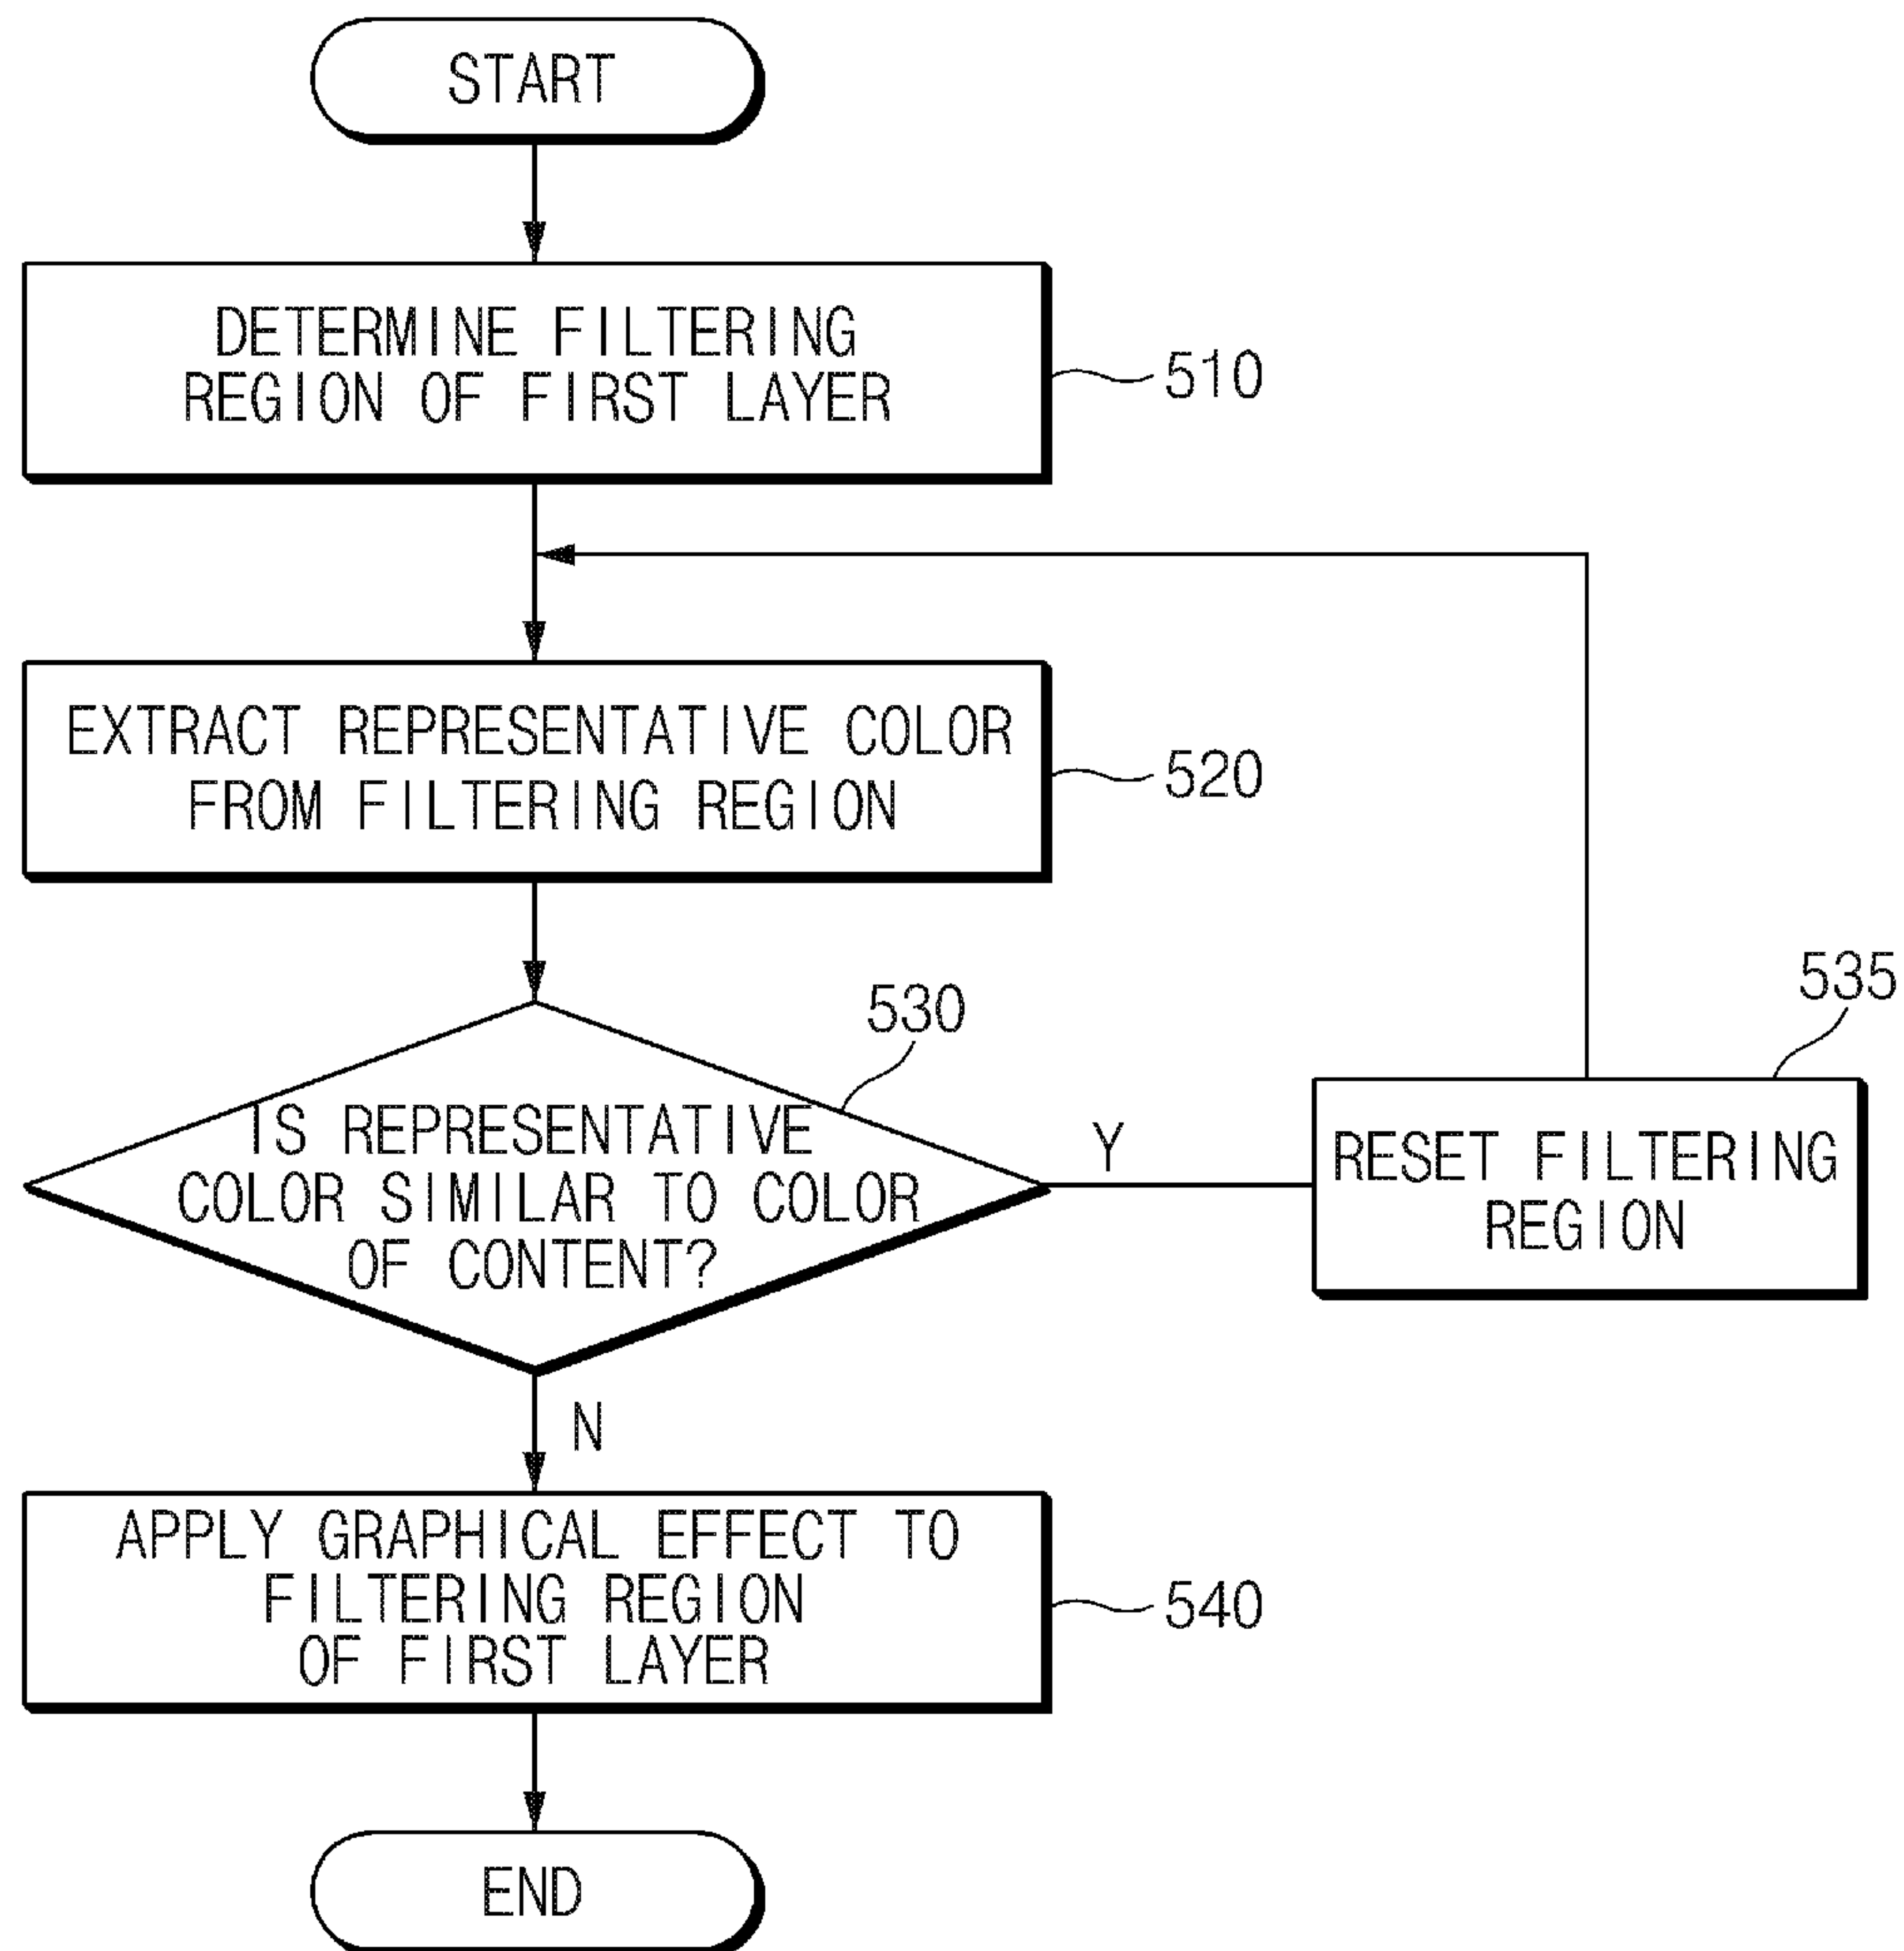 START
DETERMINE FILTERING
REGION OF FIRST LAYER
510
EXTRACT REPRESENTATIVE COLOR
FROM FILTERING REGION
520
530
IS REPRESENTATIVE
COLOR SIMILAR TO COLOR
OF CONTENT?
Y
535
RESET FILTERING
REGION
N
APPLY GRAPHICAL EFFECT TO
FILTERING REGION
OF FIRST LAYER
540
END